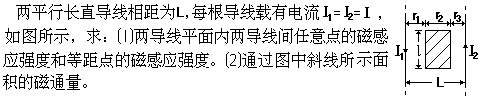 两平行长直导线相距为L,每根导线载有电流I₁=I₂=I,
如图所示,求:(1)两导线平面内两导线间任意点的磁感
应强度和等距点的磁感应强度。(2)通过图中斜线所示面
积的磁通量。
r₁ r₂ r₃
I₁ l I₂
L